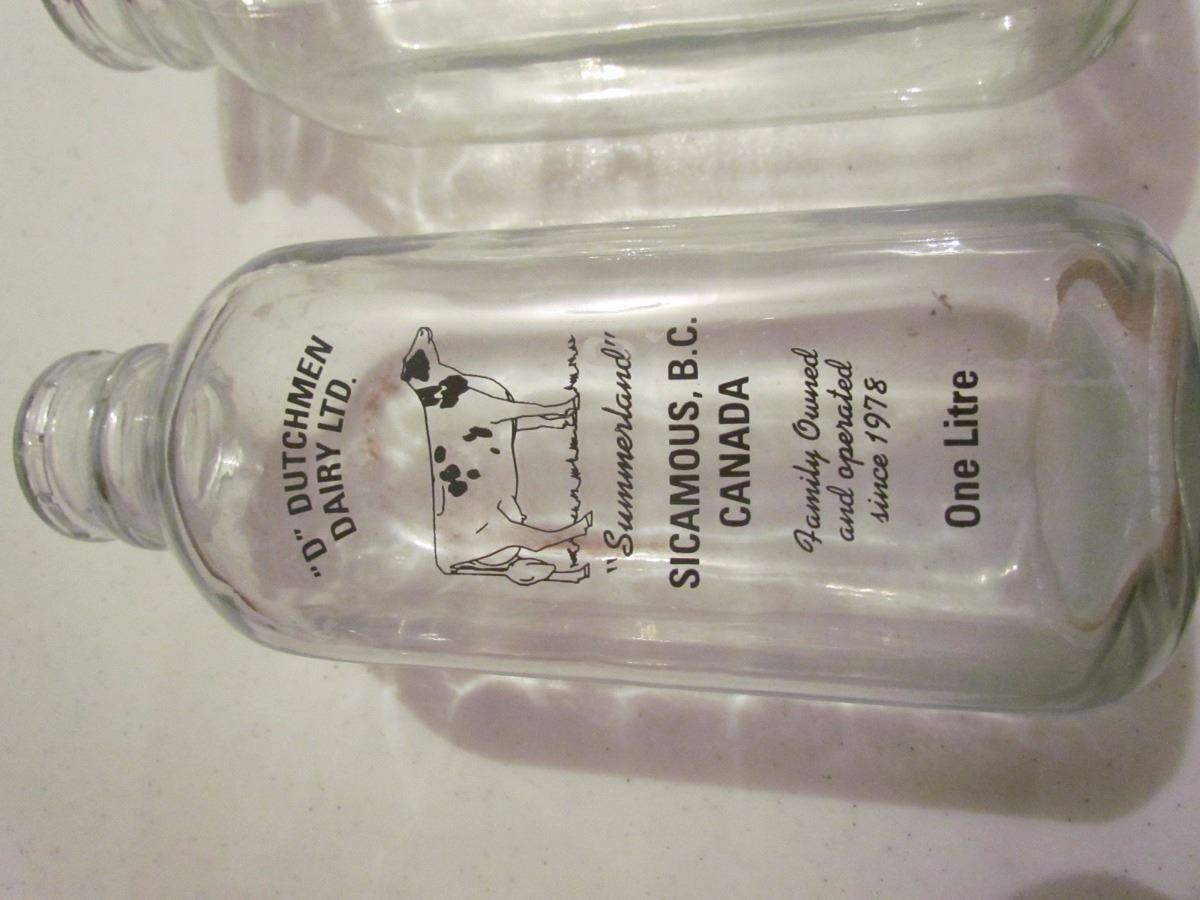 "D" DUTCHMEN
DAIRY LTD.
"Summerland"
SICAMOUS, B.C.
CANADA
Family Owned
and operated
since 1978
One Litre